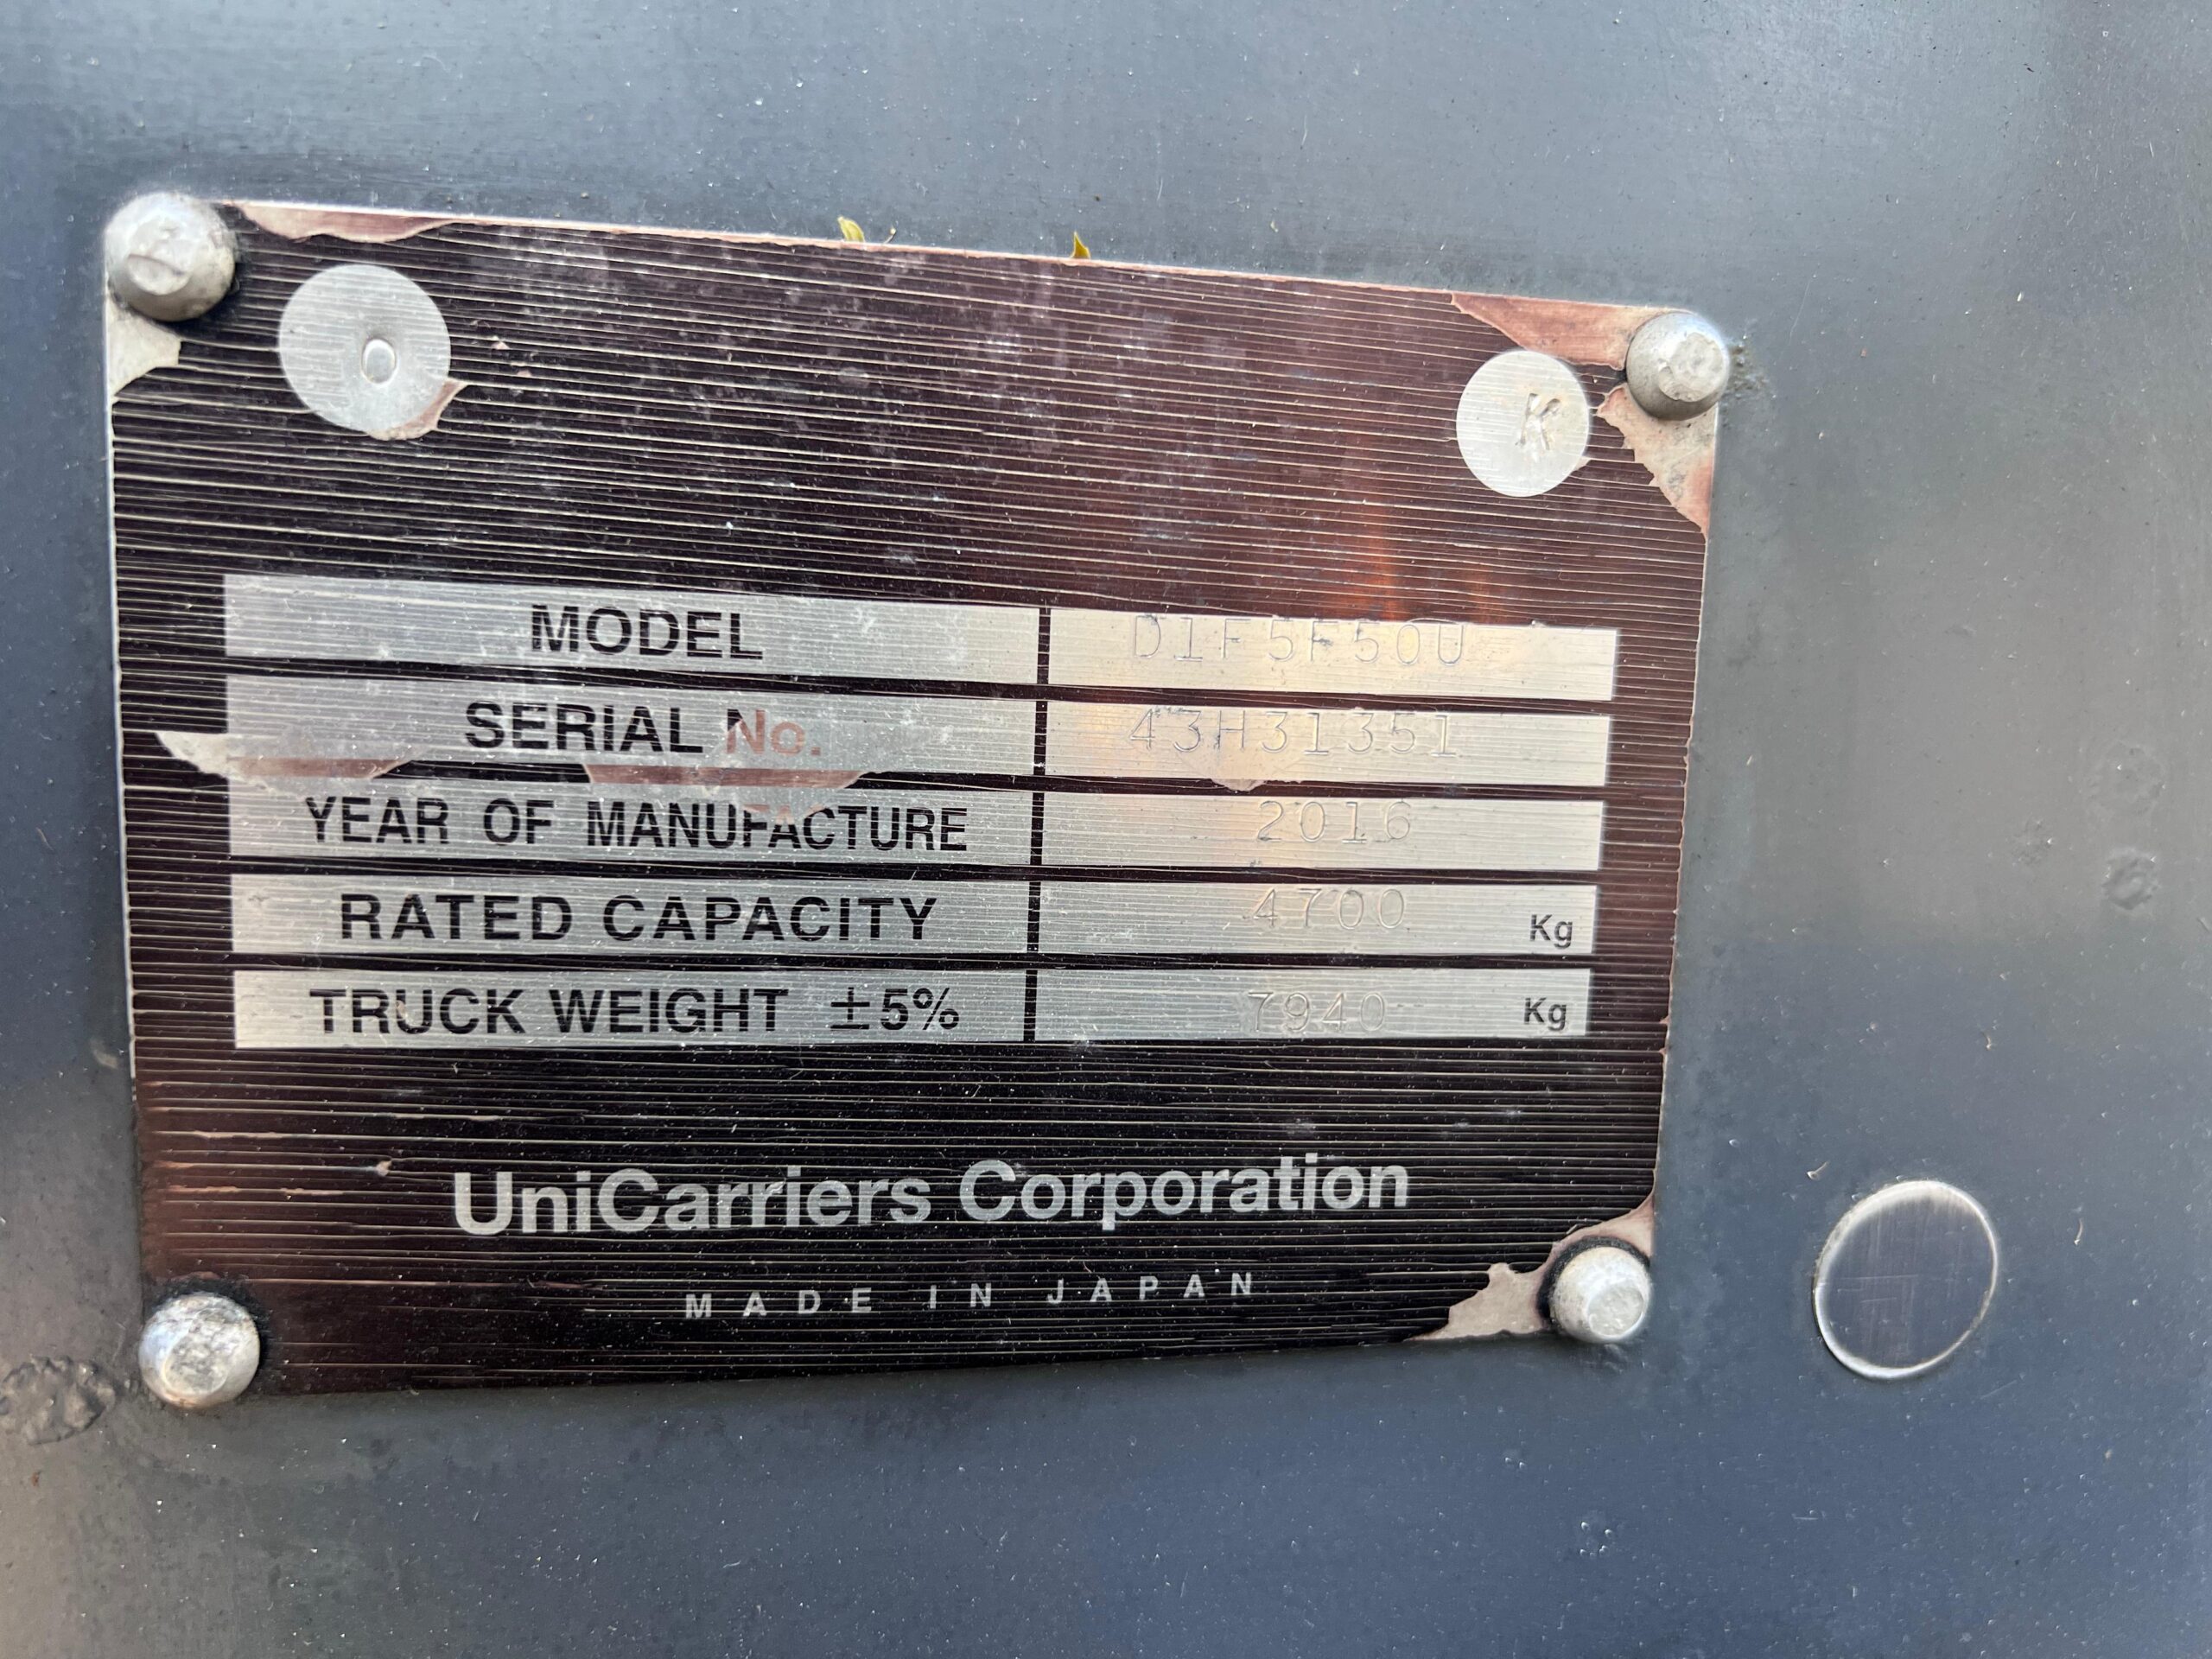 K
MODEL D1F5F50U
SERIAL No. 43H31351
YEAR OF MANUFACTURE 2016
RATED CAPACITY 4700 Kg
TRUCK WEIGHT ±5% 7940 Kg
UniCarriers Corporation
MADE IN JAPAN